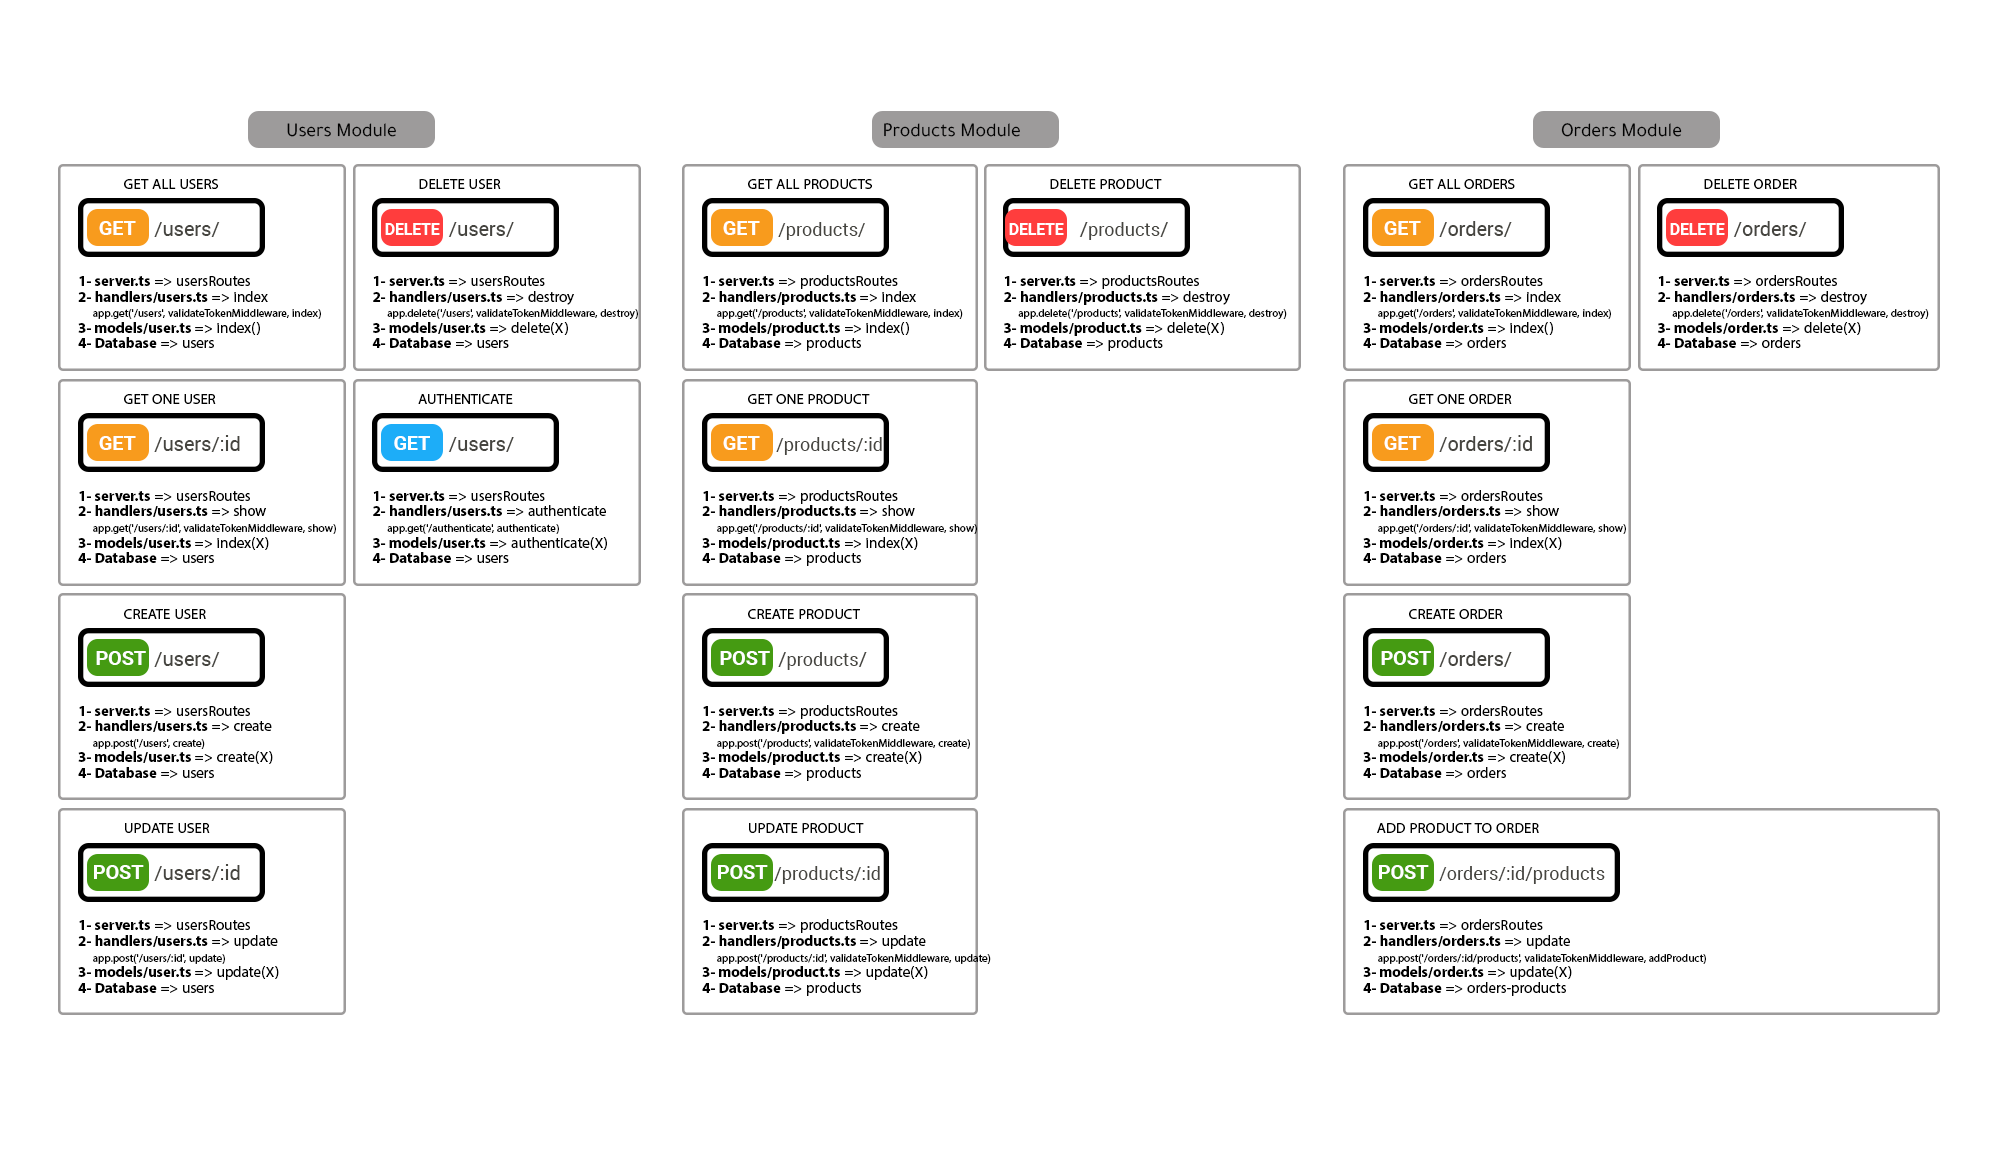 Users Module
GET ALL USERS
GET /users/
1- server.ts => usersRoutes
2- handlers/users.ts => index
app.get('/users', validateTokenMiddleware, index)
3- models/user.ts => index()
4- Database => users
DELETE USER
DELETE /users/
1- server.ts => usersRoutes
2- handlers/users.ts => destroy
app.delete('/users', validateTokenMiddleware, destroy)
3- models/user.ts => delete(X)
4- Database => users
GET ONE USER
GET /users/:id
1- server.ts => usersRoutes
2- handlers/users.ts => show
app.get('/users/:id', validateTokenMiddleware, show)
3- models/user.ts => index(X)
4- Database => users
AUTHENTICATE
GET /users/
1- server.ts => usersRoutes
2- handlers/users.ts => authenticate
app.get('/authenticate', authenticate)
3- models/user.ts => authenticate(X)
4- Database => users
CREATE USER
POST /users/
1- server.ts => usersRoutes
2- handlers/users.ts => create
app.post('/users', create)
3- models/user.ts => create(X)
4- Database => users
UPDATE USER
POST /users/:id
1- server.ts => usersRoutes
2- handlers/users.ts => update
app.post('/users/:id', update)
3- models/user.ts => update(X)
4- Database => users
Products Module
GET ALL PRODUCTS
GET /products/
1- server.ts => productsRoutes
2- handlers/products.ts => index
app.get('/products', validateTokenMiddleware, index)
3- models/product.ts => index()
4- Database => products
DELETE PRODUCT
DELETE /products/
1- server.ts => productsRoutes
2- handlers/products.ts => destroy
app.delete('/products', validateTokenMiddleware, destroy)
3- models/product.ts => delete(X)
4- Database => products
GET ONE PRODUCT
GET /products/:id
1- server.ts => productsRoutes
2- handlers/products.ts => show
app.get('/products/:id', validateTokenMiddleware, show)
3- models/product.ts => index(X)
4- Database => products
CREATE PRODUCT
POST /products/
1- server.ts => productsRoutes
2- handlers/products.ts => create
app.post('/products', validateTokenMiddleware, create)
3- models/product.ts => create(X)
4- Database => products
UPDATE PRODUCT
POST /products/:id
1- server.ts => productsRoutes
2- handlers/products.ts => update
app.post('/products/:id', validateTokenMiddleware, update)
3- models/product.ts => update(X)
4- Database => products
Orders Module
GET ALL ORDERS
GET /orders/
1- server.ts => ordersRoutes
2- handlers/orders.ts => index
app.get('/orders', validateTokenMiddleware, index)
3- models/order.ts => index()
4- Database => orders
DELETE ORDER
DELETE /orders/
1- server.ts => ordersRoutes
2- handlers/orders.ts => destroy
app.delete('/orders', validateTokenMiddleware, destroy)
3- models/order.ts => delete(X)
4- Database => orders
GET ONE ORDER
GET /orders/:id
1- server.ts => ordersRoutes
2- handlers/orders.ts => show
app.get('/orders/:id', validateTokenMiddleware, show)
3- models/order.ts => index(X)
4- Database => orders
CREATE ORDER
POST /orders/
1- server.ts => ordersRoutes
2- handlers/orders.ts => create
app.post('/orders', validateTokenMiddleware, create)
3- models/order.ts => create(X)
4- Database => orders
ADD PRODUCT TO ORDER
POST /orders/:id/products
1- server.ts => ordersRoutes
2- handlers/orders.ts => update
app.post('/orders/:id/products', validateTokenMiddleware, addProduct)
3- models/order.ts => update(X)
4- Database => orders-products